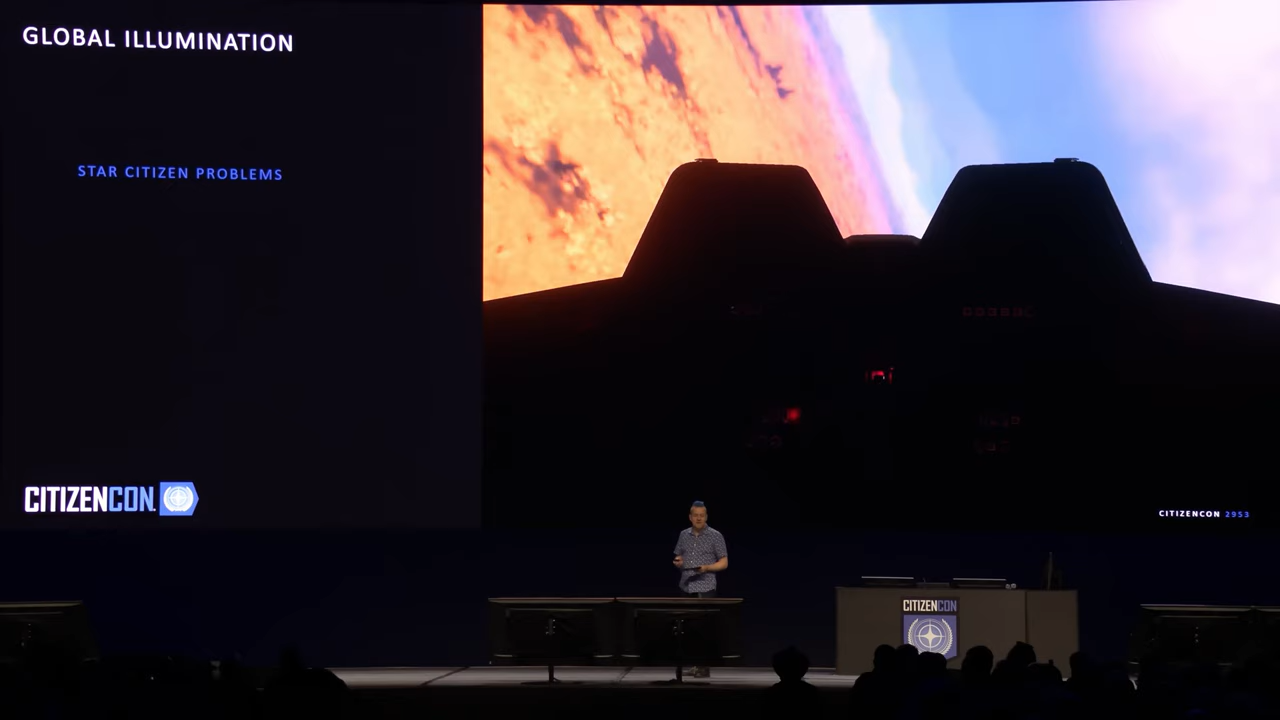 GLOBAL ILLUMINATION
STAR CITIZEN PROBLEMS
CITIZENCON
CITIZENCON 2953
CITIZENCON